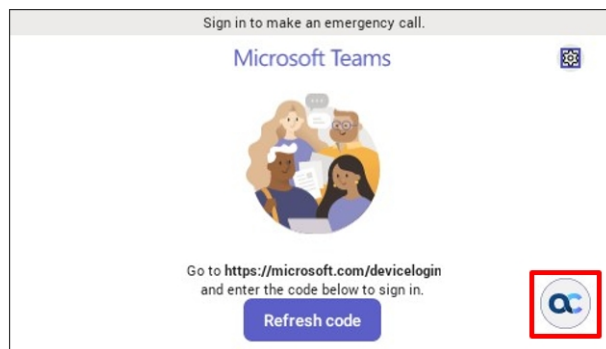 Sign in to make an emergency call.
Microsoft Teams
Go to https://microsoft.com/devicelogin
and enter the code below to sign in.
Refresh code
ac